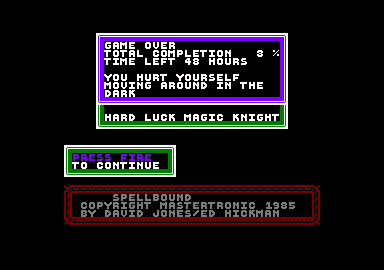 GAME OVER
TOTAL COMPLETION 3 %
TIME LEFT 48 HOURS
YOU HURT YOURSELF
MOVING AROUND IN THE
DARK
HARD LUCK MAGIC KNIGHT
PRESS FIRE
TO CONTINUE
SPELLBOUND
COPYRIGHT MASTERTRONIC 1985
BY DAVID JONES/ED HICKMAN